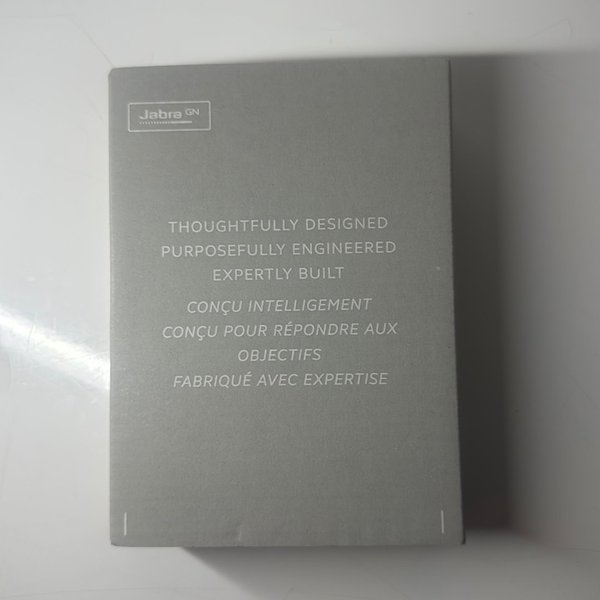 Jabra GN
THOUGHTFULLY DESIGNED
PURPOSEFULLY ENGINEERED
EXPERTLY BUILT
CONÇU INTELLIGEMENT
CONÇU POUR RÉPONDRE AUX
OBJECTIFS
FABRIQUÉ AVEC EXPERTISE